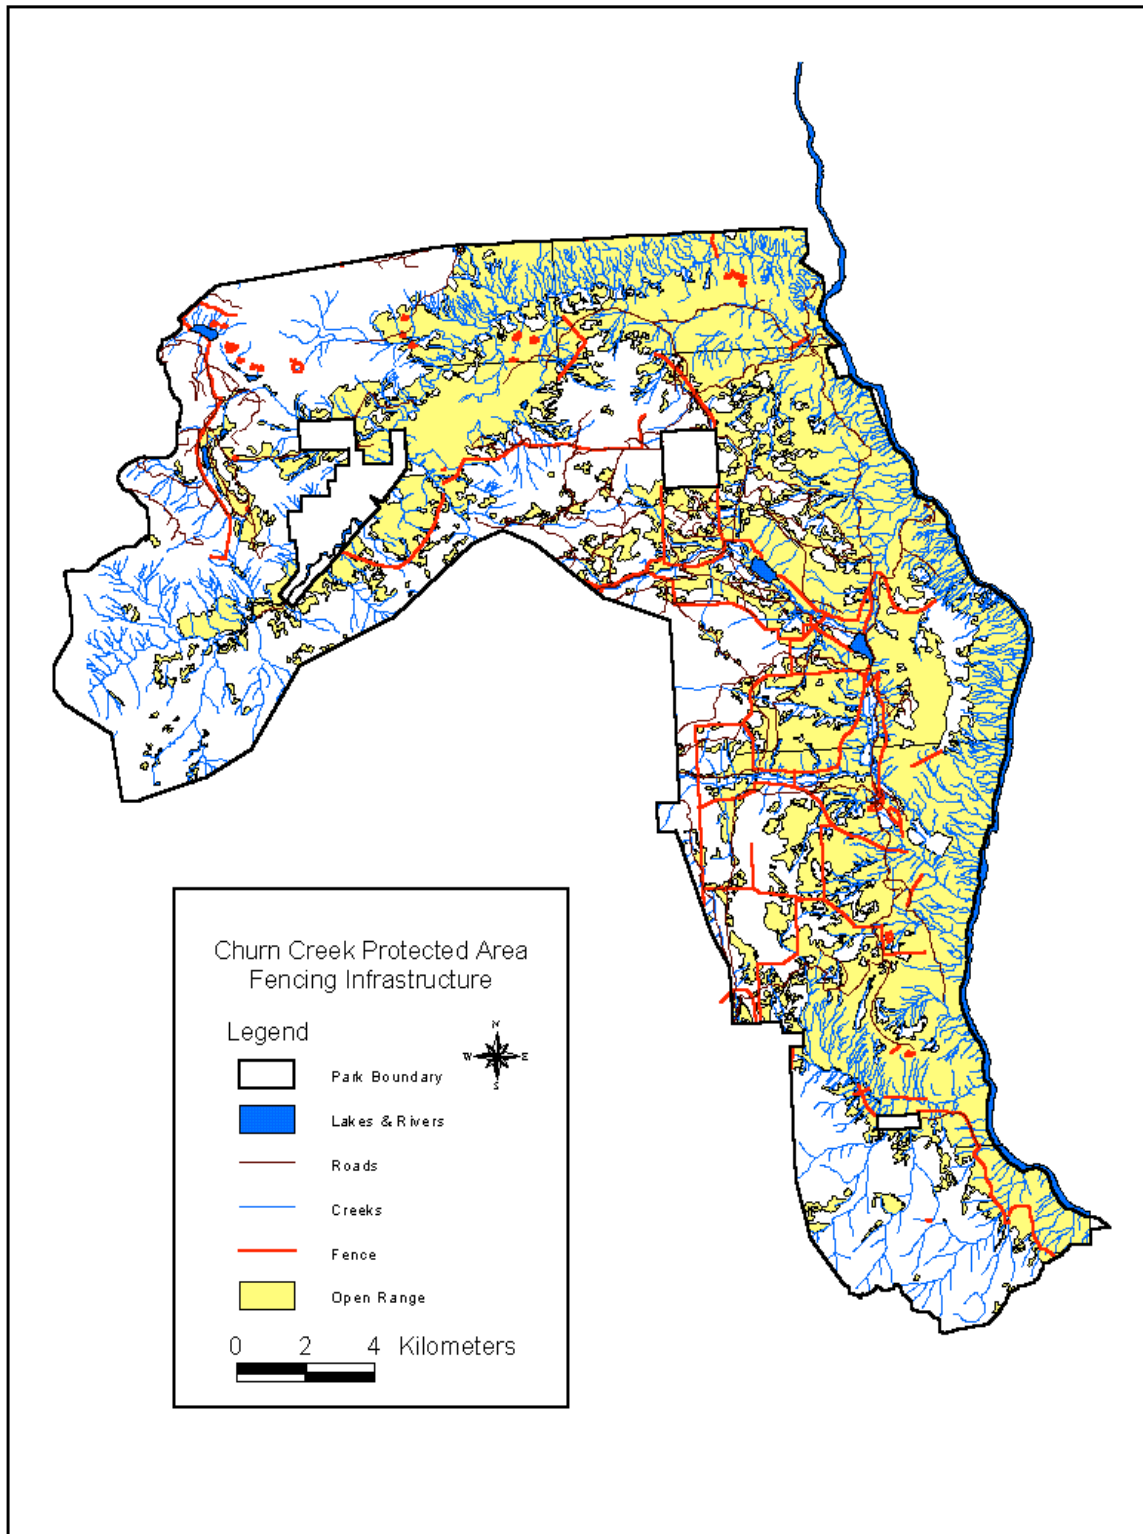 Churn Creek Protected Area
Fencing Infrastructure
Legend
N
W E
S
Park Boundary
Lakes & Rivers
Roads
Creeks
Fence
Open Range
0 2 4 Kilometers